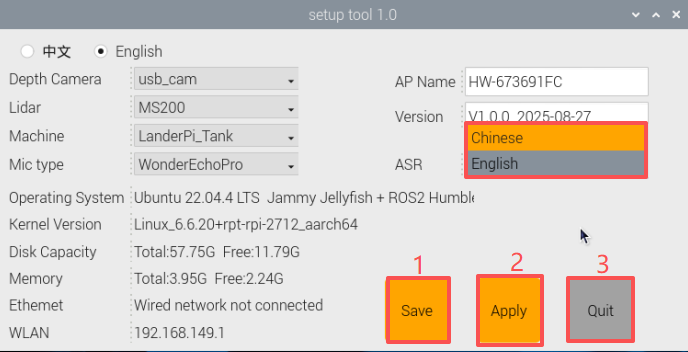 setup tool 1.0
中文 English
Depth Camera usb_cam AP Name HW-673691FC
Lidar MS200 Version V1.0.0 2025-08-27
Machine LanderPi_Tank Chinese
Mic type WonderEchoPro ASR English
Operating System Ubuntu 22.04.4 LTS Jammy Jellyfish + ROS2 Humble
Kernel Version Linux_6.6.20+rpt-rpi-2712_aarch64
Disk Capacity Total:57.75G Free:11.79G
Memory Total:3.95G Free:2.24G
1 2 3
Ethernet Wired network not connected
Save Apply Quit
WLAN 192.168.149.1